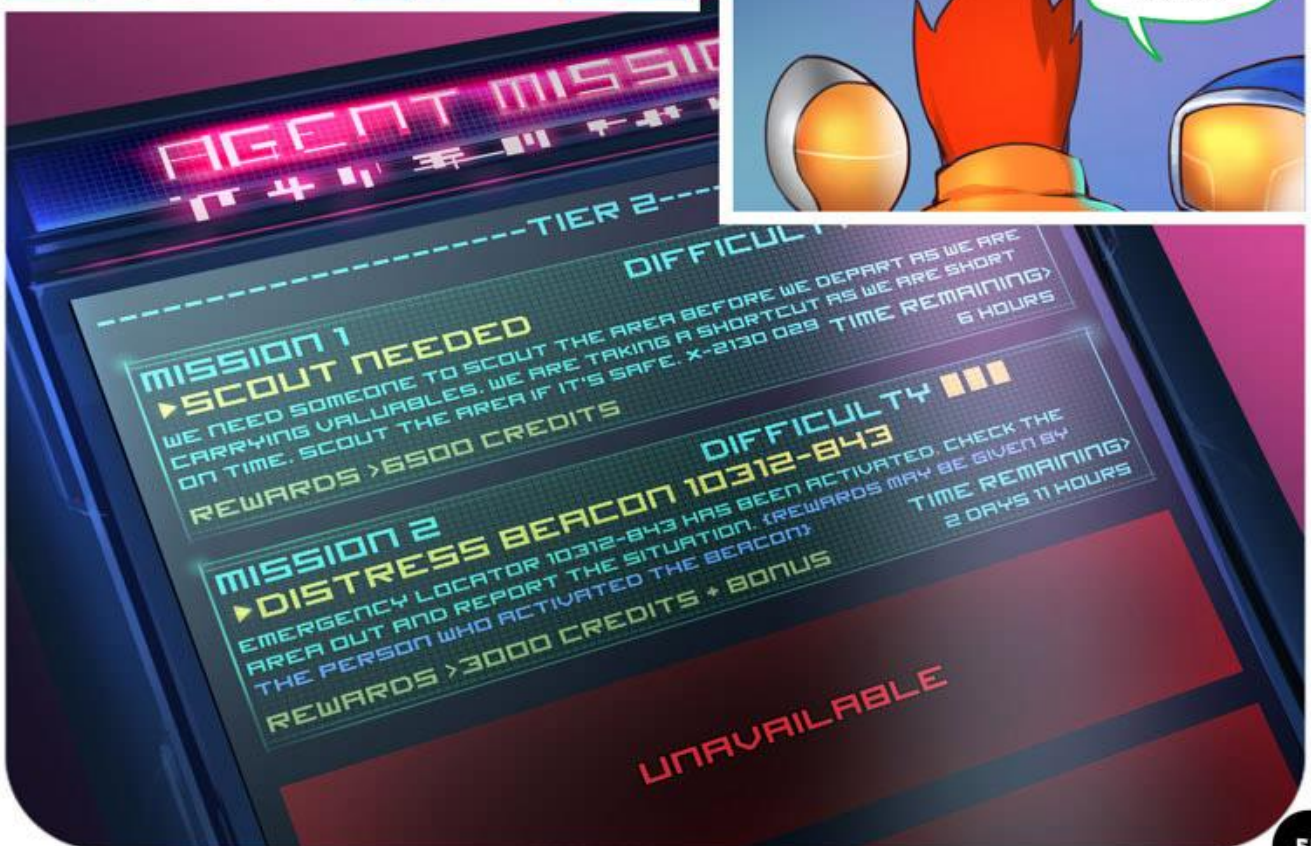 AGENT
-TIER 2-
DIFFICULTY
MISSION 1
▶SCOUT NEEDED
WE NEED SOMEONE TO SCOUT THE AREA BEFORE WE DEPART AS WE ARE
CARRYING VALUABLES. WE ARE TAKING A SHORTCUT AS WE ARE SHORT
ON TIME. SCOUT THE AREA IF IT'S SAFE. X-2130 029
TIME REMAINING>
6 HOURS
REWARDS >6500 CREDITS
DIFFICULTY
MISSION 2
▶DISTRESS BEACON 10312-843
EMERGENCY LOCATOR 10312-843 HAS BEEN ACTIVATED. CHECK THE
AREA OUT AND REPORT THE SITUATION. {REWARDS MAY BE GIVEN BY
THE PERSON WHO ACTIVATED THE BEACON}
TIME REMAINING>
2 DAYS 11 HOURS
REWARDS >3000 CREDITS + BONUS
UNAVAILABLE